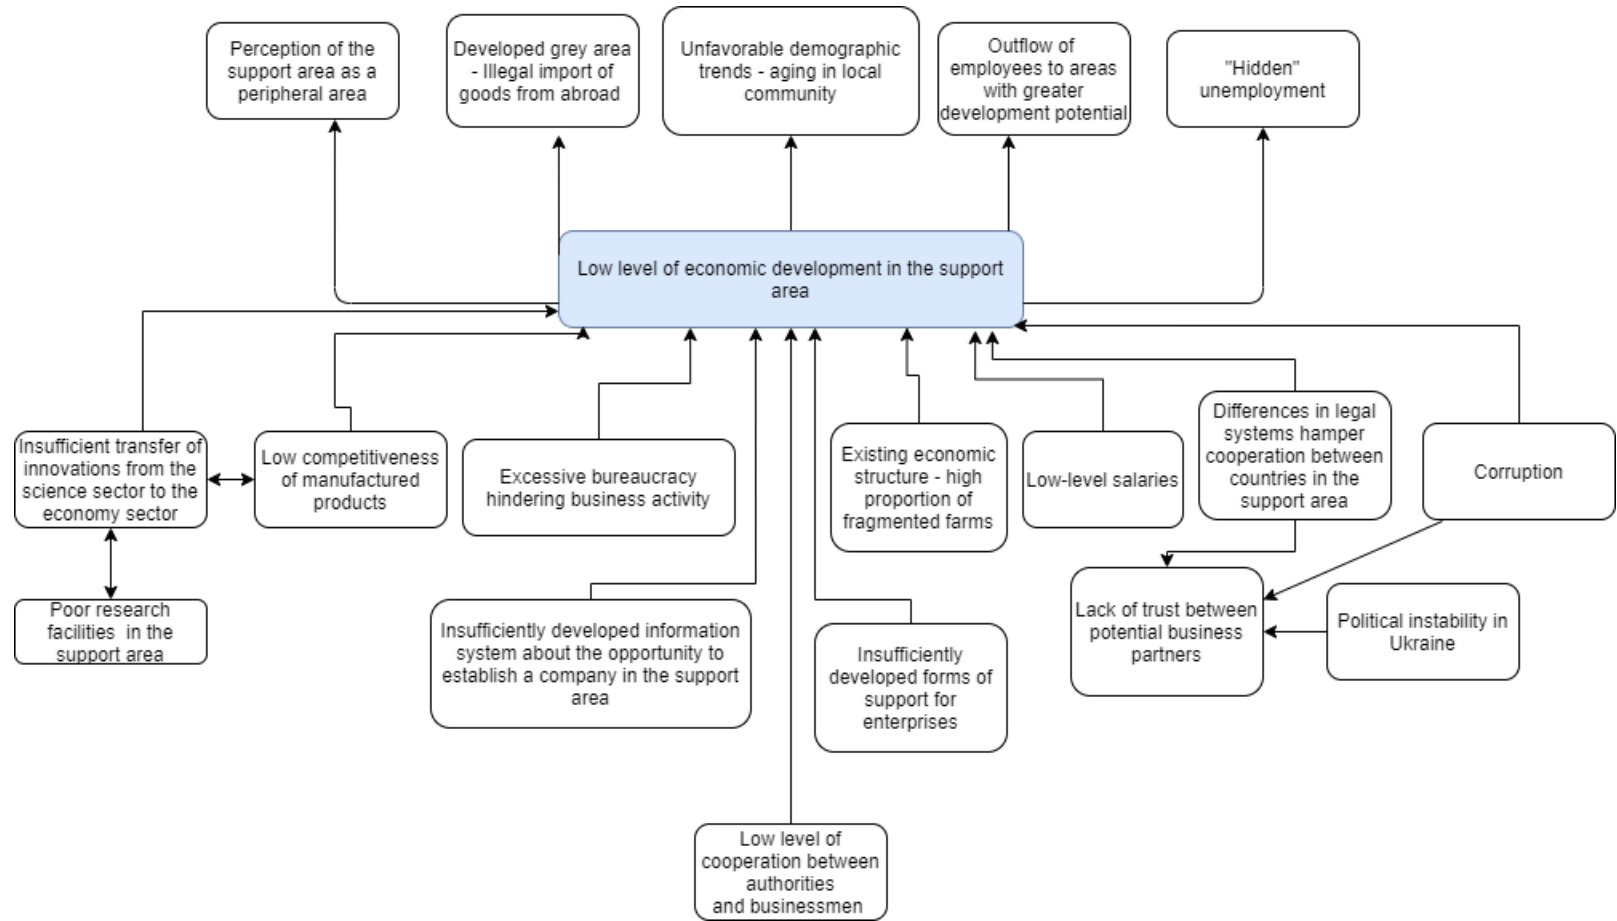 Perception of the
support area as a
peripheral area
Developed grey area
- Illegal import of
goods from abroad
Unfavorable demographic
trends - aging in local
community
Outflow of
employees to areas
with greater
development potential
"Hidden"
unemployment
Low level of economic development in the support
area
Insufficient transfer of
innovations from the
science sector to the
economy sector
Low competitiveness
of manufactured
products
Excessive bureaucracy
hindering business activity
Existing economic
structure - high
proportion of
fragmented farms
Low-level salaries
Differences in legal
systems hamper
cooperation between
countries in the
support area
Corruption
Poor research
facilities  in the
support area
Insufficiently developed information
system about the opportunity to
establish a company in the support
area
Insufficiently
developed forms of
support for
enterprises
Lack of trust between
potential business
partners
Political instability in
Ukraine
Low level of
cooperation between
authorities
and businessmen